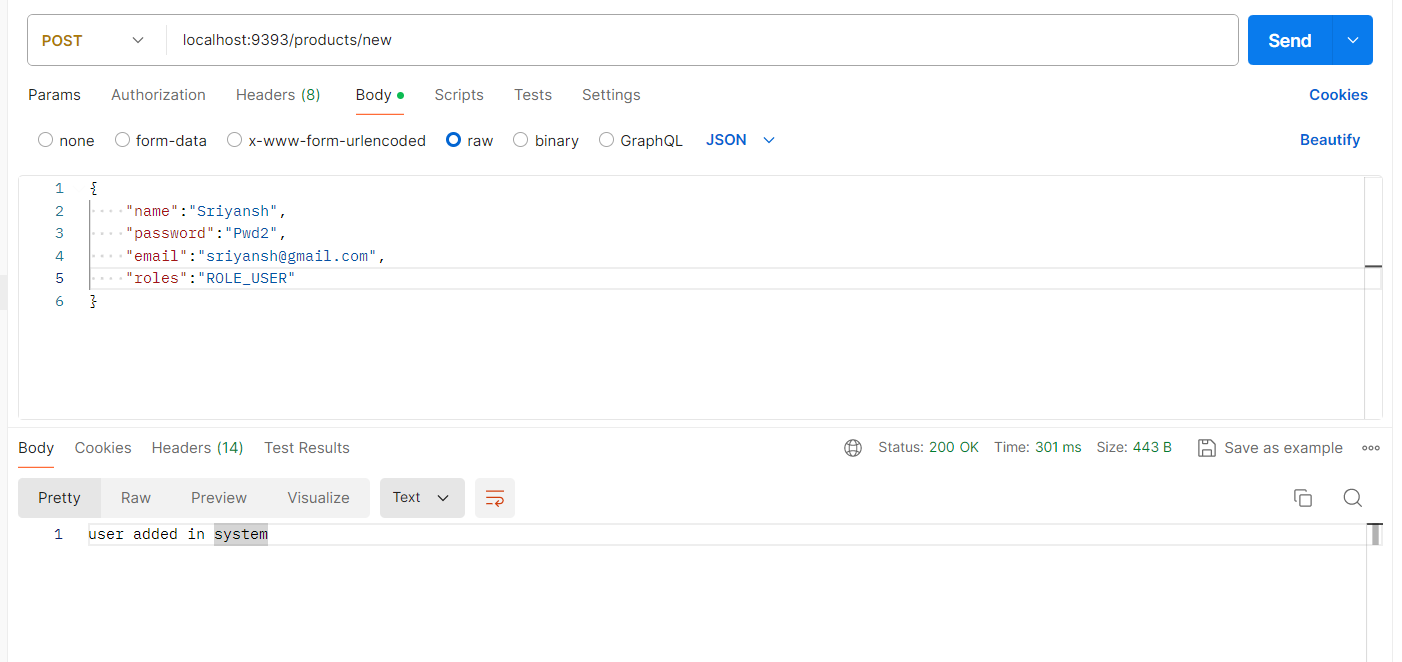 POST localhost:9393/products/new Send
Params Authorization Headers (8) Body Scripts Tests Settings Cookies
none form-data x-www-form-urlencoded raw binary GraphQL JSON Beautify
1 {
2 ····"name":"Sriyansh",
3 ····"password":"Pwd2",
4 ····"email":"sriyansh@gmail.com",
5 ····"roles":"ROLE_USER"
6 }
Body Cookies Headers (14) Test Results Status: 200 OK Time: 301 ms Size: 443 B Save as example
Pretty Raw Preview Visualize Text
1 user added in system